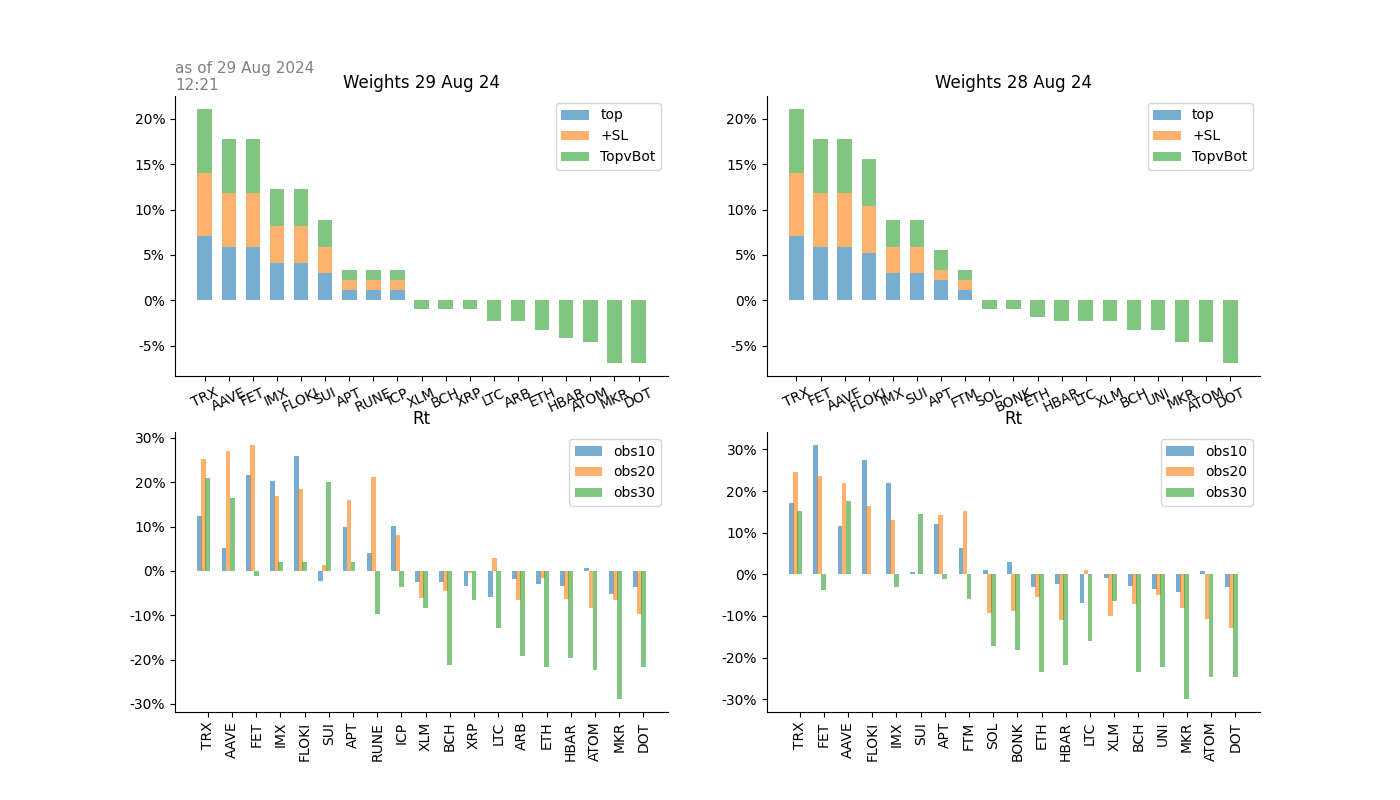 as of 29 Aug 2024
12:21
Weights 29 Aug 24
20%
15%
10%
5%
0%
-5%
top
+SL
TopvBot
TRX AAVE FET IMX FLOKI SUI APT RUNE ICP XLM BCH XRP LTC ARB ETH HBAR ATOM MKR DOT
Weights 28 Aug 24
20%
15%
10%
5%
0%
-5%
top
+SL
TopvBot
TRX FET AAVE FLOKI IMX SUI APT FTM SOL BONK ETH HBAR LTC XLM BCH UNI MKR ATOM DOT
Rt
30%
20%
10%
0%
-10%
-20%
-30%
obs10
obs20
obs30
TRX AAVE FET IMX FLOKI SUI APT RUNE ICP XLM BCH XRP LTC ARB ETH HBAR ATOM MKR DOT
Rt
30%
20%
10%
0%
-10%
-20%
-30%
obs10
obs20
obs30
TRX FET AAVE FLOKI IMX SUI APT FTM SOL BONK ETH HBAR LTC XLM BCH UNI MKR ATOM DOT